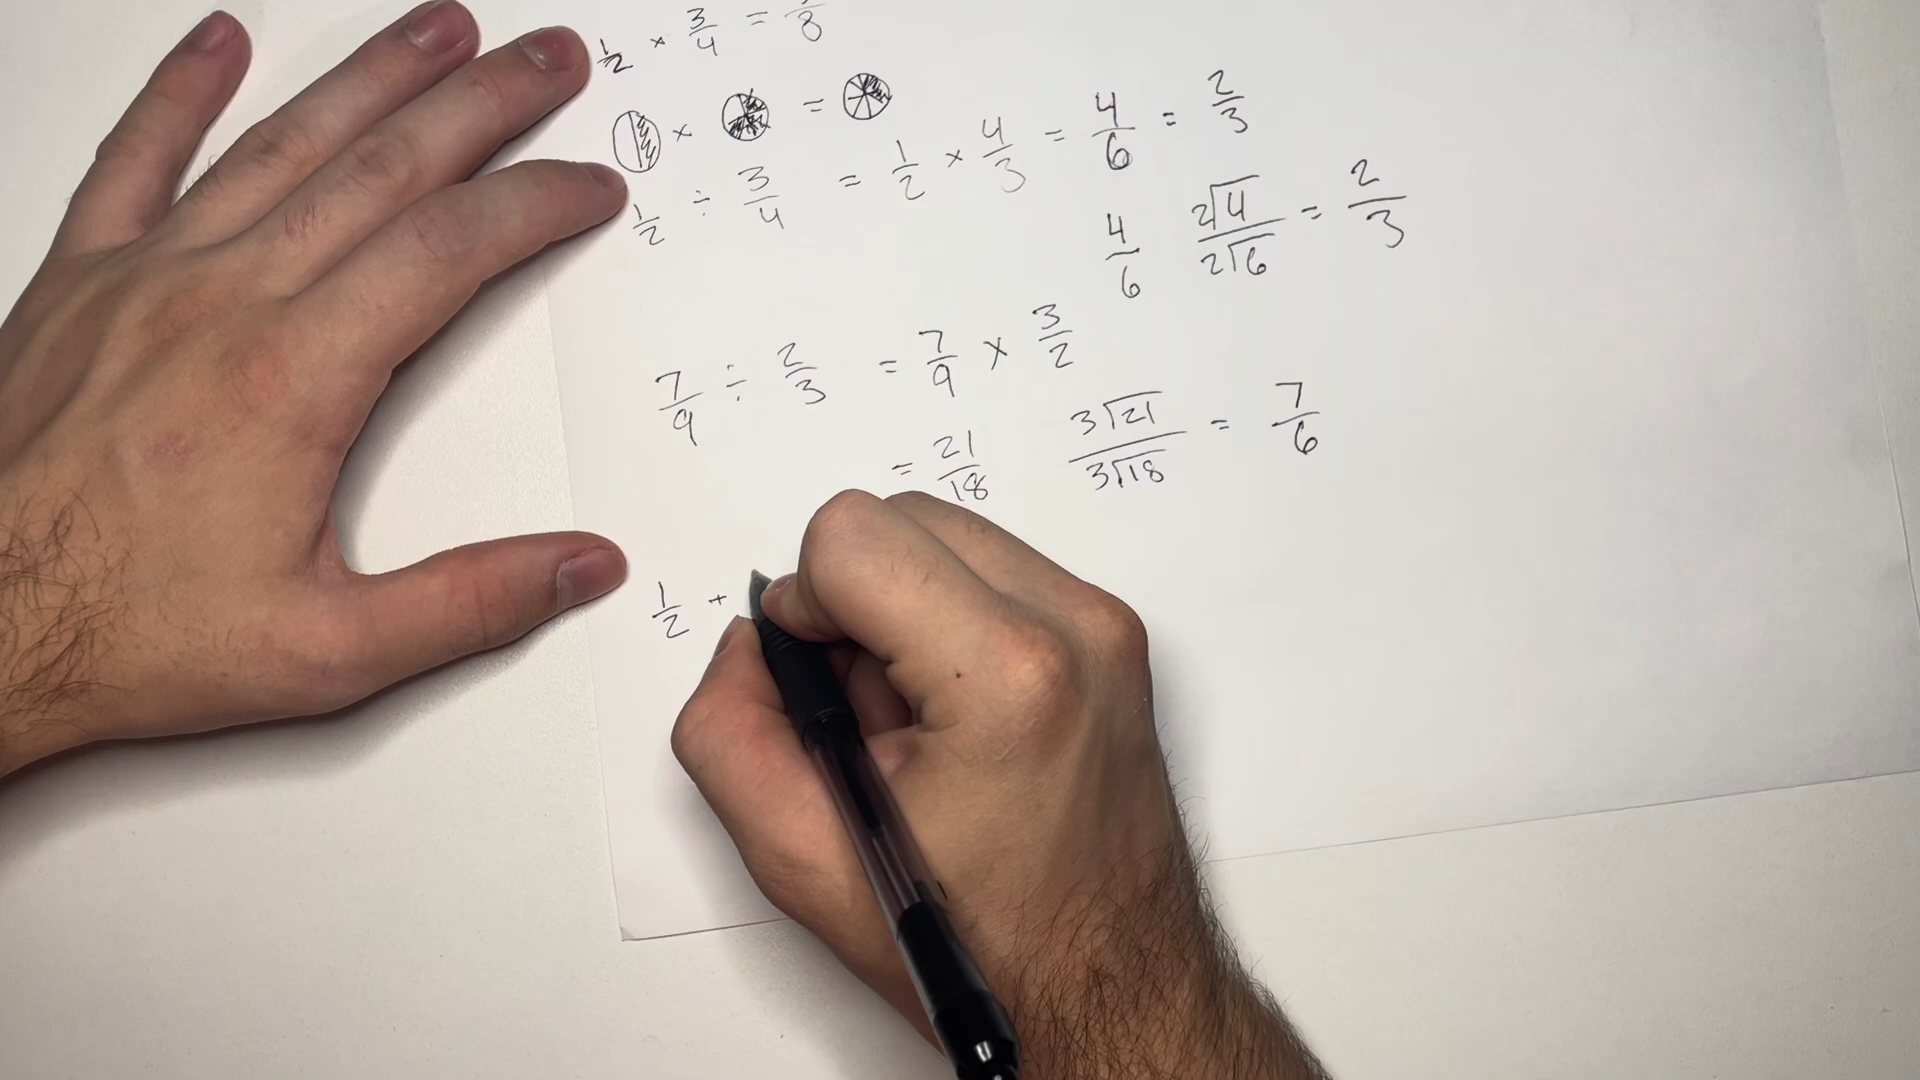 1/2 × 3/4 = /8
× =
1/2 ÷ 3/4 = 1/2 × 4/3 = 4/6 = 2/3
4/6 2√4/2√6 = 2/3
7/9 ÷ 2/3 = 7/9 × 3/2
= 21/18 3√21/3√18 = 7/6
1/2 +